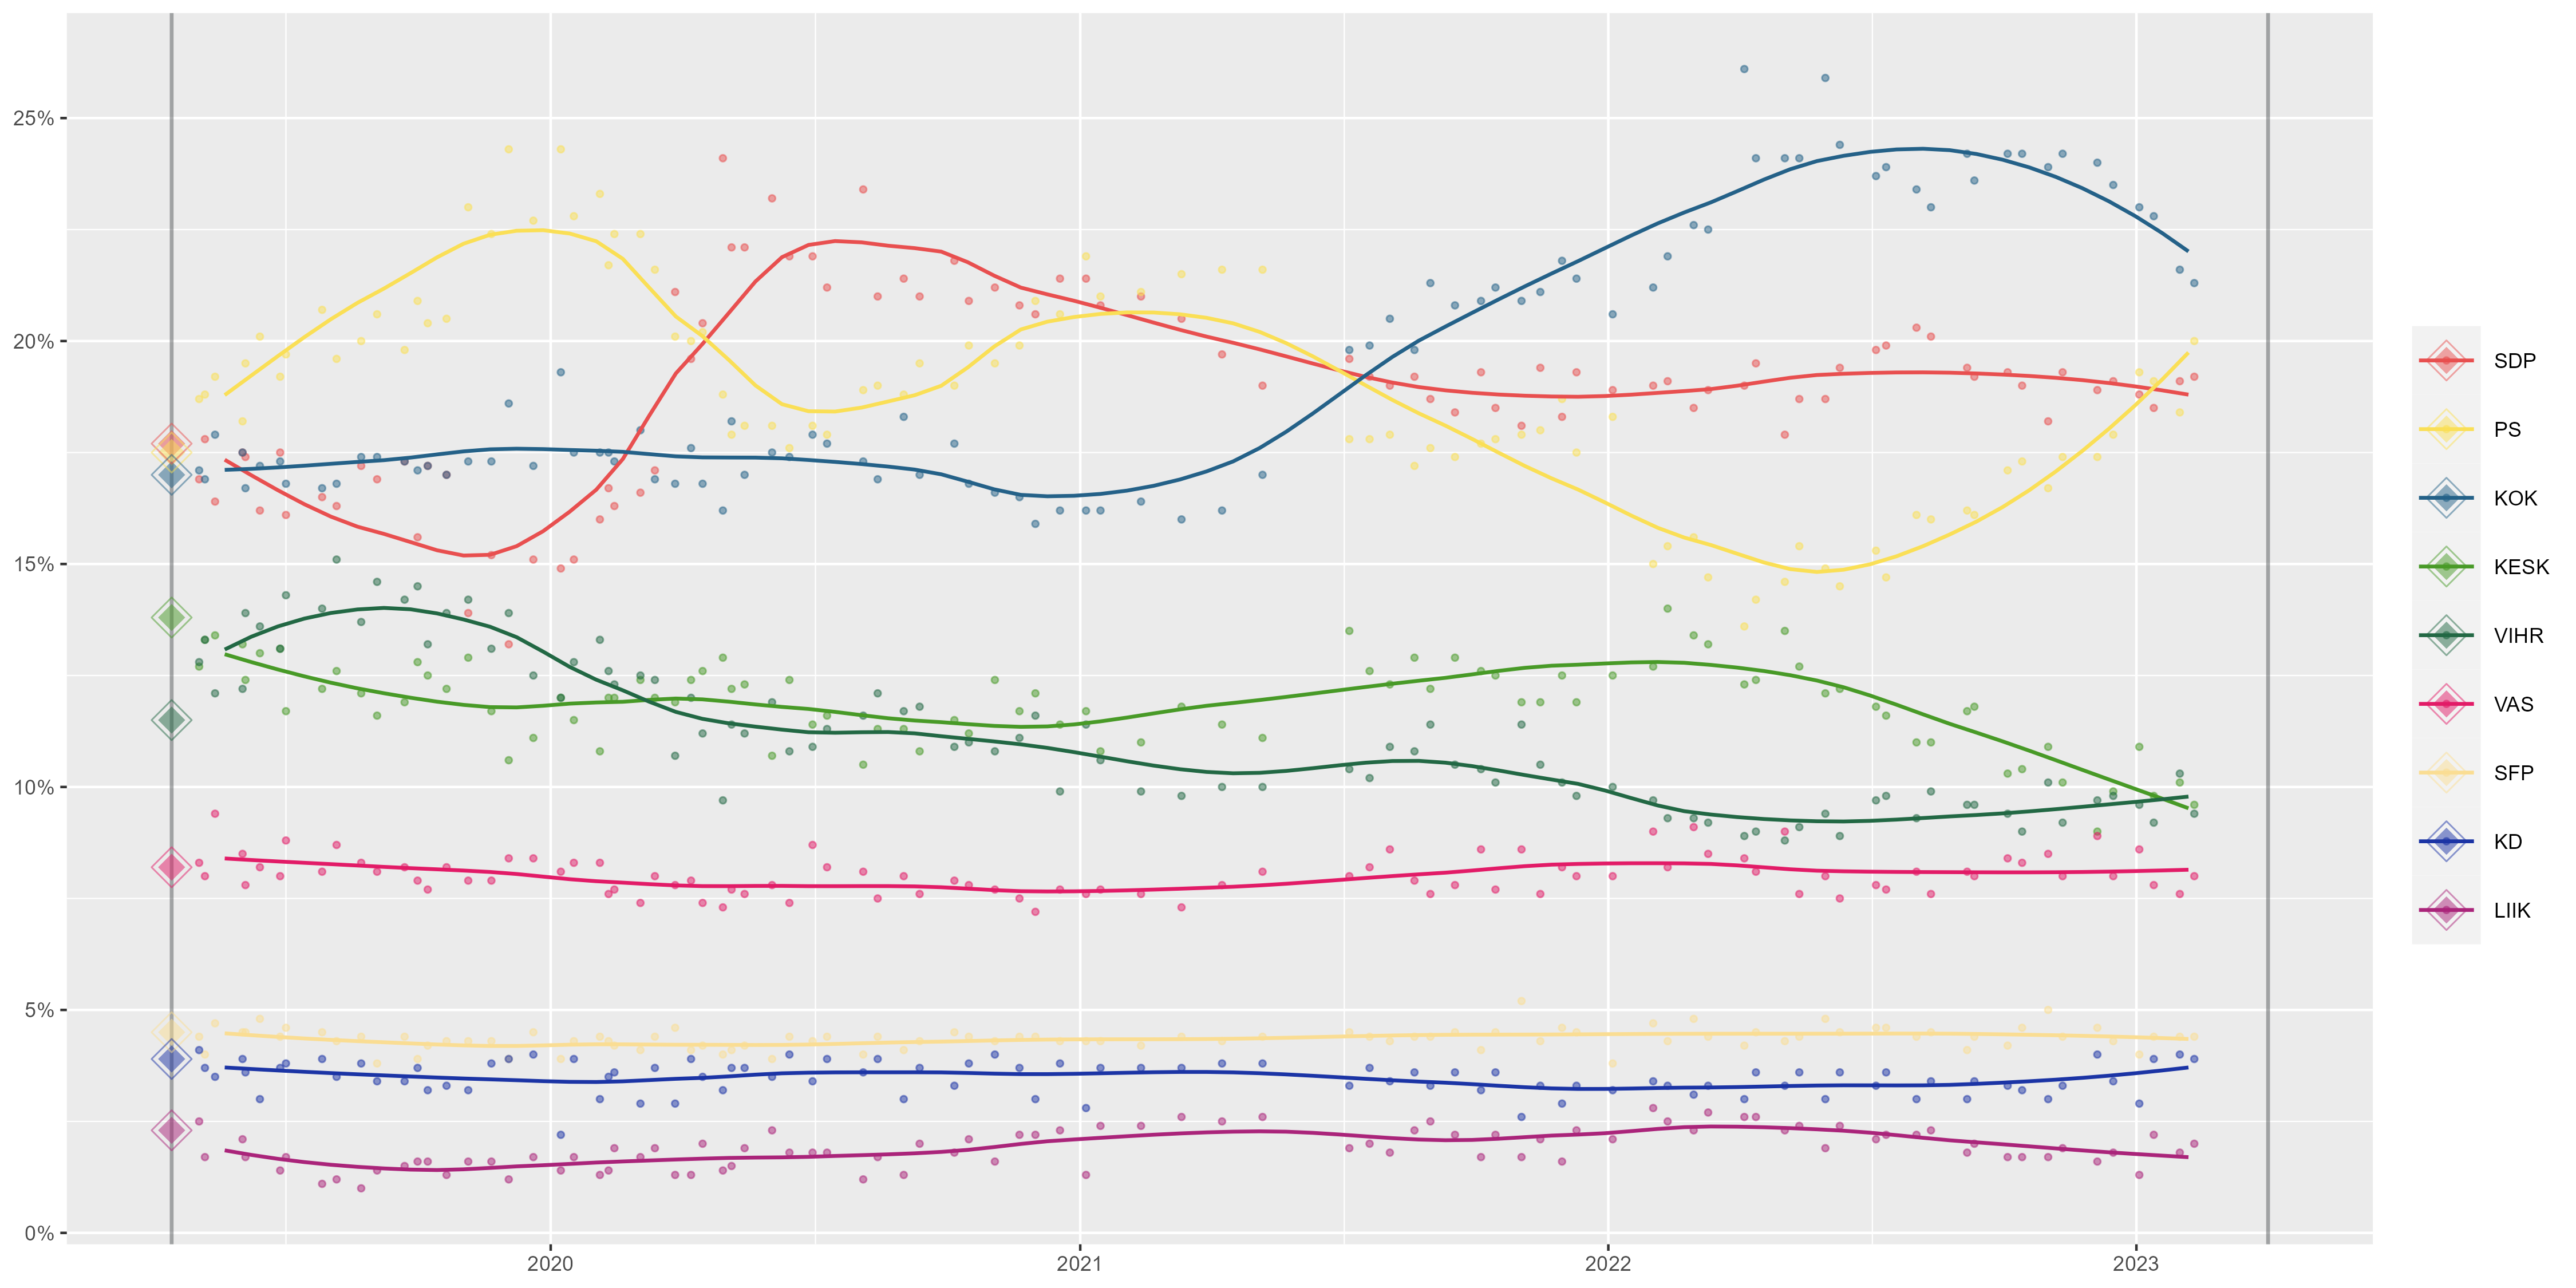 25%
20%
15%
10%
5%
0%
2020
2021
2022
2023
SDP
PS
KOK
KESK
VIHR
VAS
SFP
KD
LIIK